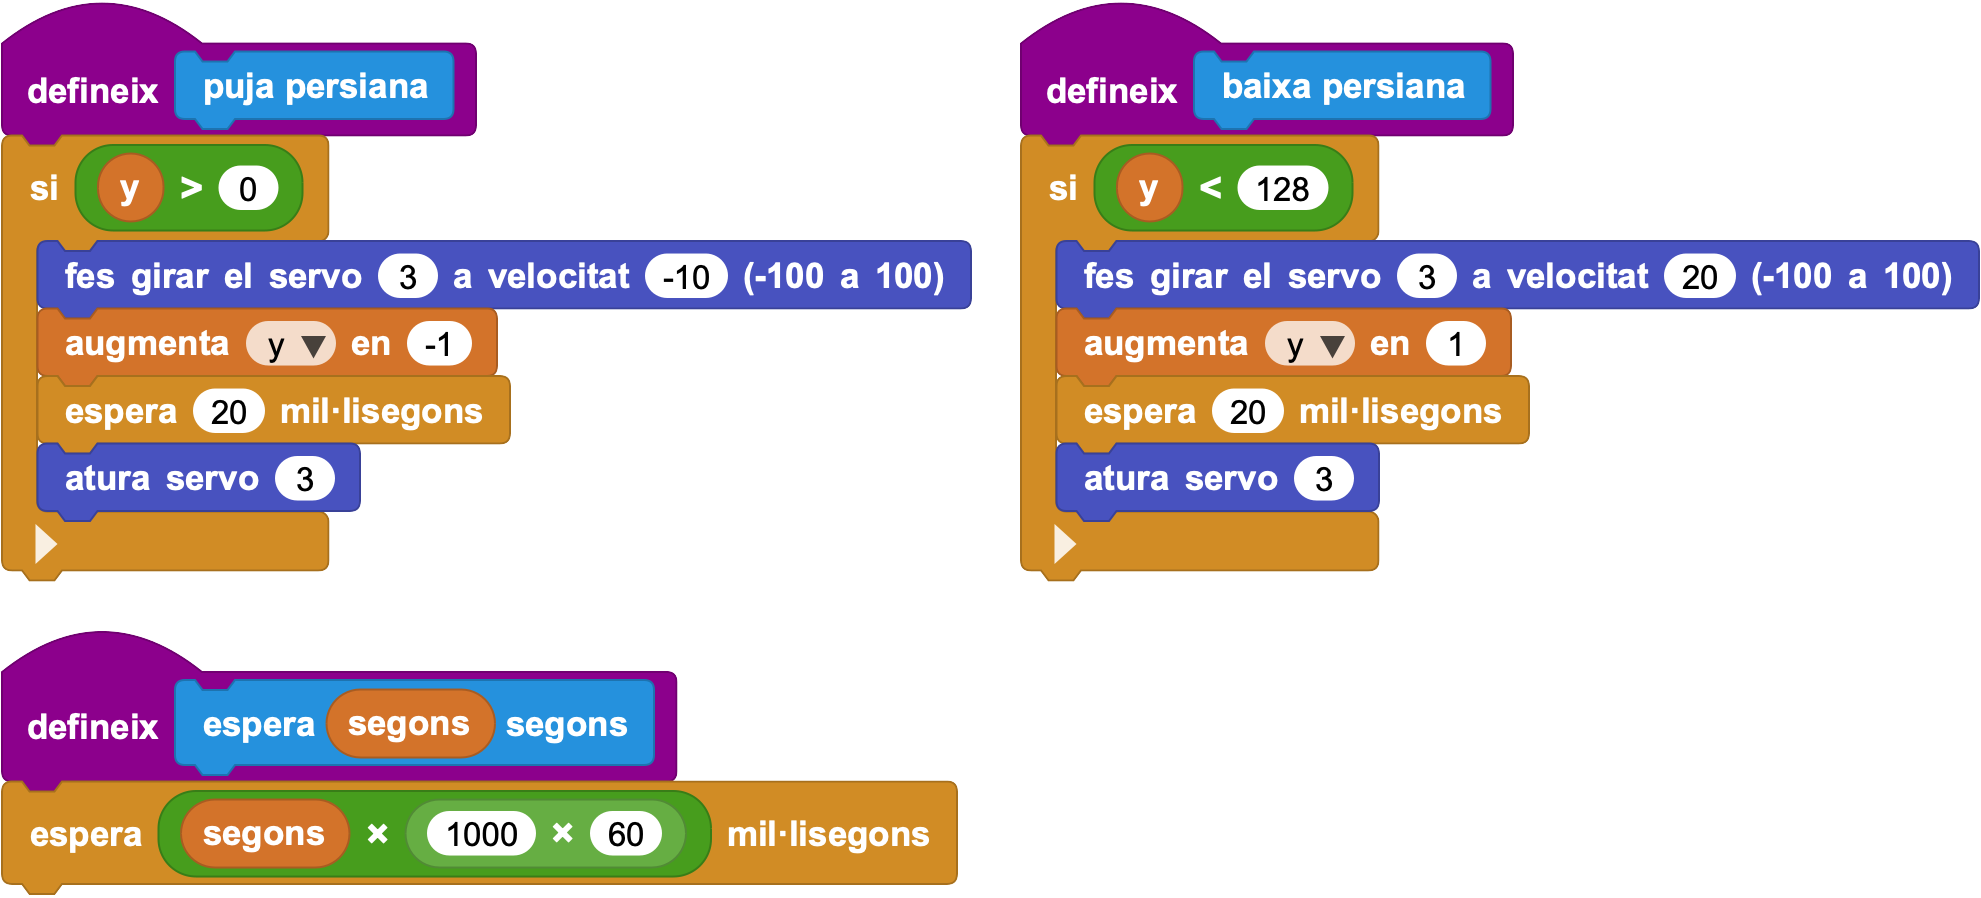 defineix puja persiana
si y > 0
fes girar el servo 3 a velocitat -10 (-100 a 100)
augmenta y ▼ en -1
espera 20 mil·lisegons
atura servo 3
defineix baixa persiana
si y < 128
fes girar el servo 3 a velocitat 20 (-100 a 100)
augmenta y ▼ en 1
espera 20 mil·lisegons
atura servo 3
defineix espera segons segons
espera segons × 1000 × 60 mil·lisegons